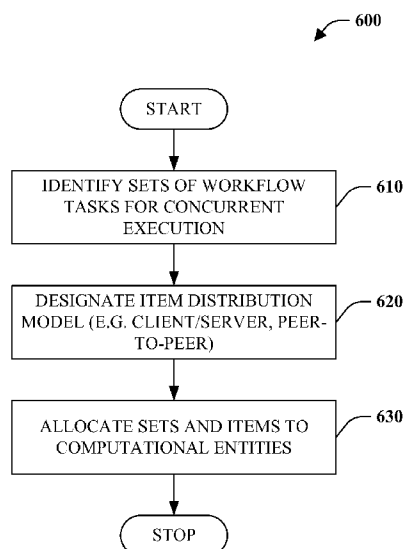 600
START
IDENTIFY SETS OF WORKFLOW
TASKS FOR CONCURRENT
EXECUTION
610
DESIGNATE ITEM DISTRIBUTION
MODEL (E.G. CLIENT/SERVER, PEER-
TO-PEER)
620
ALLOCATE SETS AND ITEMS TO
COMPUTATIONAL ENTITIES
630
STOP